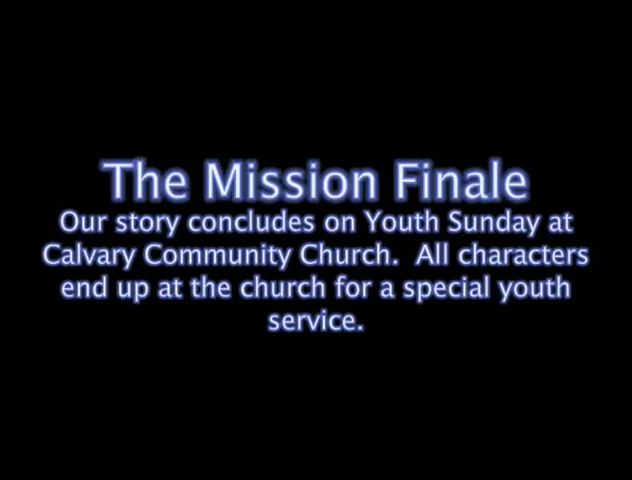 The Mission Finale
Our story concludes on Youth Sunday at
Calvary Community Church.  All characters
end up at the church for a special youth
service.